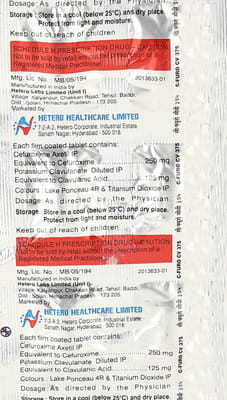 Dosage: As directed by the Physician
Storage : Store in a cool (below 25°C) and dry place.
Protect from light and moisture.
Keep out of reach of children
SCHEDULE H PRESCRIPTION DRUG – CAUTION
Not to be sold by retail without the prescription of a
Registered Medical Practitioner.
Mfg. Lic. No.: MB/05/194 2013633-01
Manufactured in India by
Hetero Labs Limited (Unit I)
Village: Kalyanpur, Chakkan Road, Tehsil: Baddi,
Dist.: Solan, Himachal Pradesh - 173 205.
Marketed by
HETERO HEALTHCARE LIMITED
7-2-A2, Hetero Corporate, Industrial Estate,
Sanath Nagar, Hyderabad - 500 018.
Each film coated tablet contains:
Cefuroxime Axetil IP
Equivalent to Cefuroxime 250 mg
Potassium Clavulanate Diluted IP
Equivalent to Clavulanic Acid 125 mg
Colours : Lake Ponceau 4R & Titanium Dioxide IP
Dosage: As directed by the Physician
Storage : Store in a cool (below 25°C) and dry place.
Protect from light and moisture.
Keep out of reach of children
SCHEDULE H PRESCRIPTION DRUG – CAUTION
Not to be sold by retail without the prescription of a
Registered Medical Practitioner.
Mfg. Lic. No.: MB/05/194 2013633-01
Manufactured in India by
Hetero Labs Limited (Unit I)
Village: Kalyanpur, Chakkan Road, Tehsil: Baddi,
Dist.: Solan, Himachal Pradesh - 173 205.
Marketed by
HETERO HEALTHCARE LIMITED
7-2-A2, Hetero Corporate, Industrial Estate,
Sanath Nagar, Hyderabad - 500 018.
Each film coated tablet contains:
Cefuroxime Axetil IP
Equivalent to Cefuroxime 250 mg
Potassium Clavulanate Diluted IP
Equivalent to Clavulanic Acid 125 mg
Colours : Lake Ponceau 4R & Titanium Dioxide IP
Dosage: As directed by the Physician
Storage : Store in a cool (below 25°C) and dry place.
C-FURO CV 375
C-FURO CV 375
C-FURO CV 375